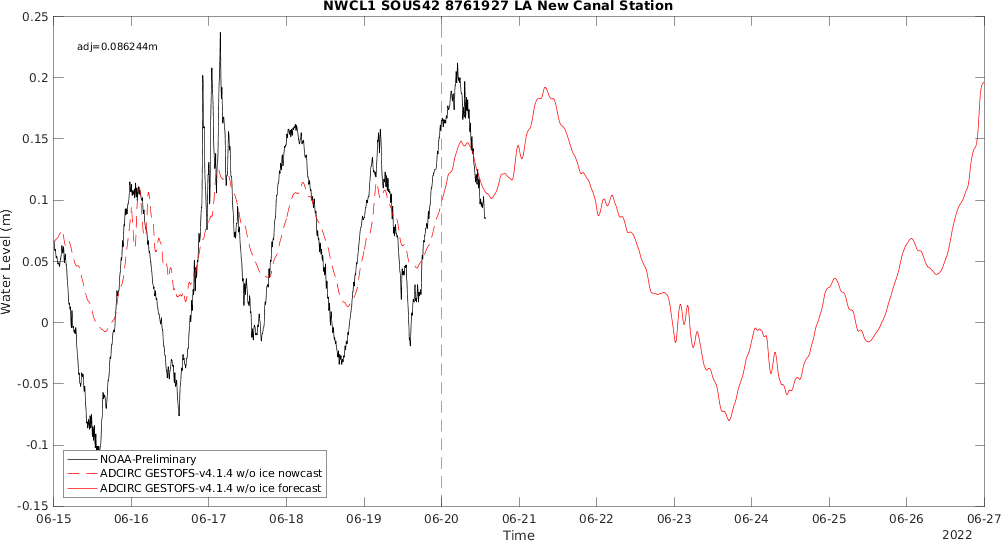 NWCL1 SOUS42 8761927 LA New Canal Station
adj=0.086244m
0.25
0.2
0.15
0.1
0.05
0
-0.05
-0.1
-0.15
Water Level (m)
NOAA-Preliminary
ADCIRC GESTOFS-v4.1.4 w/o ice nowcast
ADCIRC GESTOFS-v4.1.4 w/o ice forecast
06-15 06-16 06-17 06-18 06-19 06-20 06-21 06-22 06-23 06-24 06-25 06-26 06-27
Time
2022